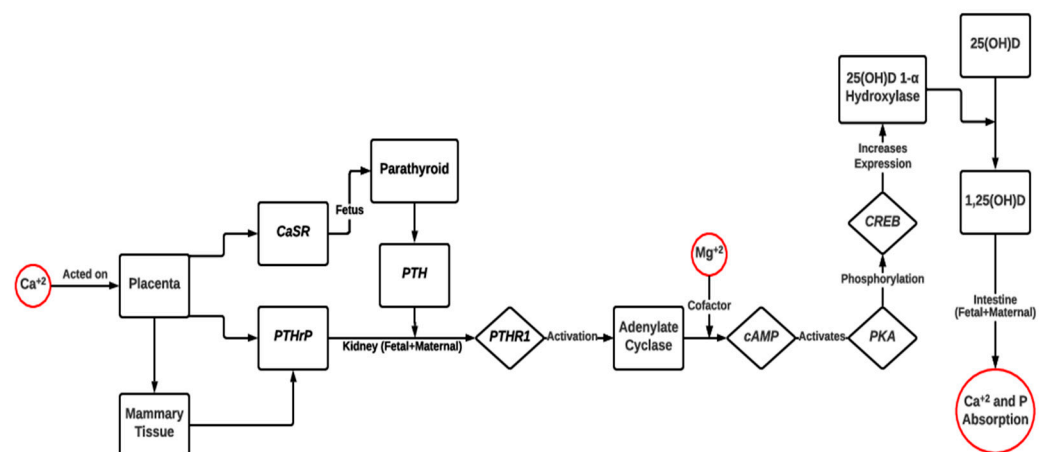 Ca+2
Acted on
Placenta
Mammary
Tissue
CaSR
Fetus
Parathyroid
PTH
PTHrP
Kidney (Fetal+Maternal)
PTHR1
Activation
Adenylate
Cyclase
Mg+2
Cofactor
cAMP
Activates
PKA
Phosphorylation
CREB
Increases
Expression
25(OH)D 1-α
Hydroxylase
25(OH)D
1,25(OH)D
Intestine
(Fetal+Maternal)
Ca+2 and P
Absorption